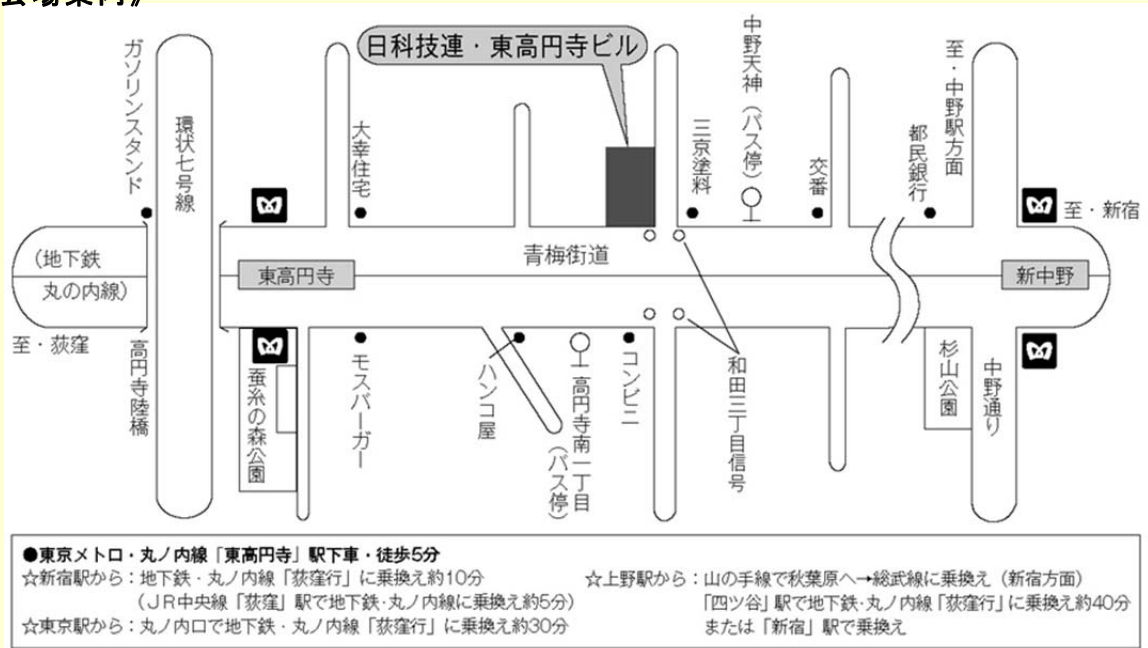 会場案内》
日科技連・東高円寺ビル
ガソリンスタンド
環状七号線
大幸住宅
三京塗料
中野天神(バス停)
交番
都民銀行
至・中野駅方面
至・新宿
(地下鉄
丸の内線)
東高円寺
青梅街道
新中野
至・荻窪
高円寺陸橋
蚕糸の森公園
モスバーガー
ハンコ屋
高円寺南一丁目
(バス停)
コンビニ
和田三丁目信号
杉山公園
中野通り
●東京メトロ・丸ノ内線「東高円寺」駅下車・徒歩5分
☆新宿駅から:地下鉄・丸ノ内線「荻窪行」に乗換え約10分
(JR中央線「荻窪」駅で地下鉄・丸ノ内線に乗換え約5分)
☆東京駅から:丸ノ内口で地下鉄・丸ノ内線「荻窪行」に乗換え約30分
☆上野駅から:山の手線で秋葉原へ→総武線に乗換え(新宿方面)
「四ツ谷」駅で地下鉄・丸ノ内線「荻窪行」に乗換え約40分
または「新宿」駅で乗換え